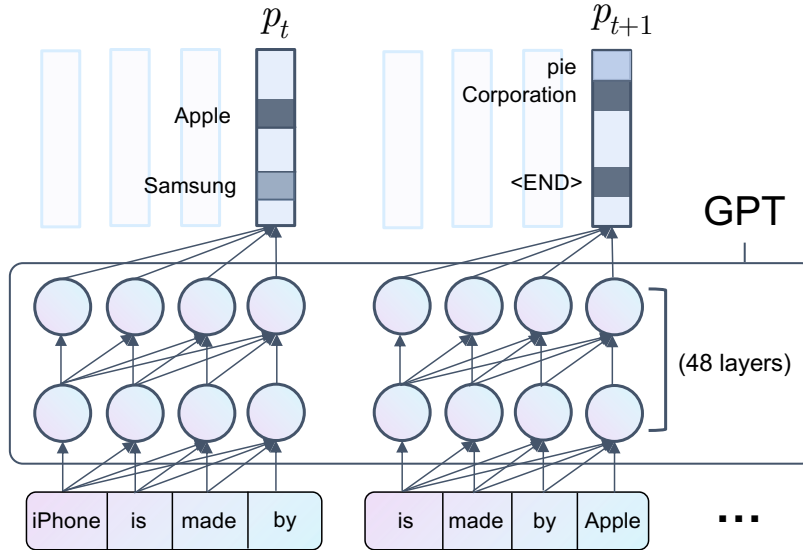 p_t
p_{t+1}
pie
Corporation
Apple
Samsung
<END>
GPT
(48 layers)
iPhone is made by
is made by Apple
...